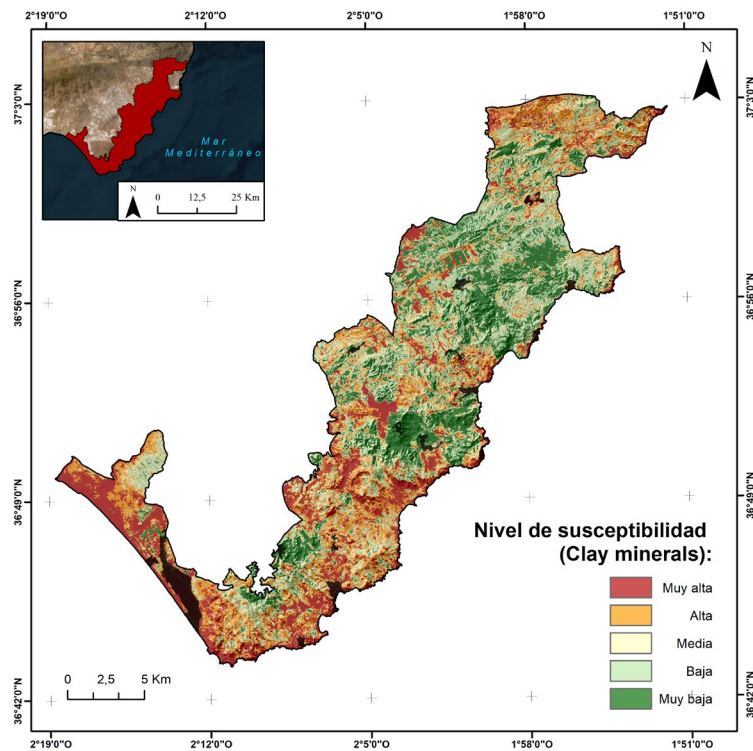 2°19'0"O
2°12'0"O
2°5'0"O
1°58'0"O
1°51'0"O
37°3'0"N
37°3'0"N
N
Mar
Mediterráneo
N
0 12,5 25 Km
36°56'0"N
36°56'0"N
36°49'0"N
36°49'0"N
Nivel de susceptibilidad
(Clay minerals):
Muy alta
Alta
Media
Baja
Muy baja
0 2,5 5 Km
36°42'0"N
36°42'0"N
2°19'0"O
2°12'0"O
2°5'0"O
1°58'0"O
1°51'0"O